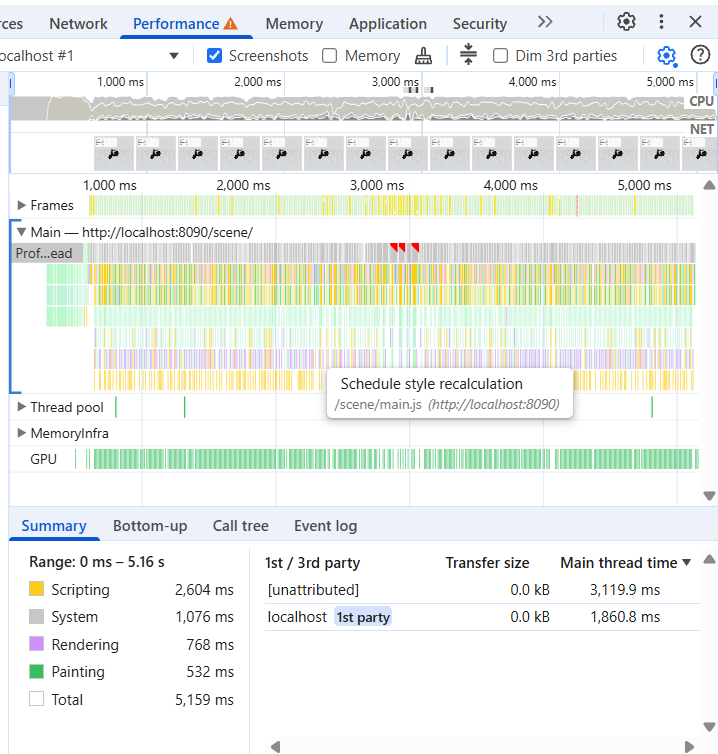 rces Network Performance Memory Application Security
ocalhost #1 Screenshots Memory Dim 3rd parties
1,000 ms 2,000 ms 3,000 ms 4,000 ms 5,000 ms
CPU
NET
1,000 ms 2,000 ms 3,000 ms 4,000 ms 5,000 ms
Frames
Main — http://localhost:8090/scene/
Prof...ead
Schedule style recalculation
/scene/main.js (http://localhost:8090)
Thread pool
MemoryInfra
GPU
Summary Bottom-up Call tree Event log
Range: 0 ms – 5.16 s
Scripting 2,604 ms
System 1,076 ms
Rendering 768 ms
Painting 532 ms
Total 5,159 ms
1st / 3rd party Transfer size Main thread time
[unattributed] 0.0 kB 3,119.9 ms
localhost 1st party 0.0 kB 1,860.8 ms